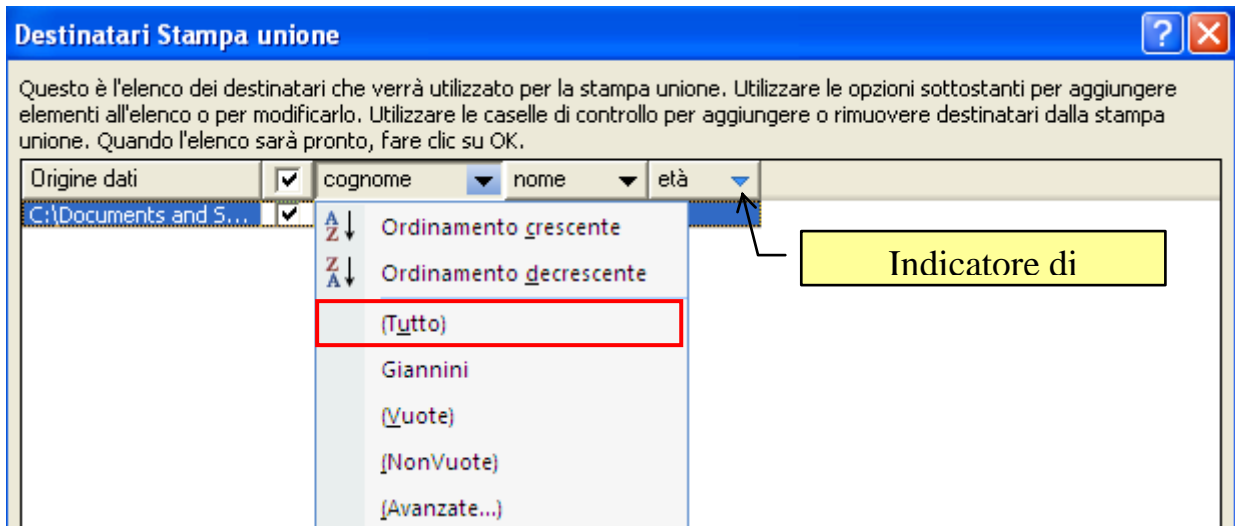 Destinatari Stampa unione
Questo è l'elenco dei destinatari che verrà utilizzato per la stampa unione. Utilizzare le opzioni sottostanti per aggiungere
elementi all'elenco o per modificarlo. Utilizzare le caselle di controllo per aggiungere o rimuovere destinatari dalla stampa
unione. Quando l'elenco sarà pronto, fare clic su OK.
Origine dati cognome nome età
C:\Documents and S...
Ordinamento crescente
Ordinamento decrescente
Indicatore di
(Tutto)
Giannini
(Vuote)
(NonVuote)
(Avanzate...)